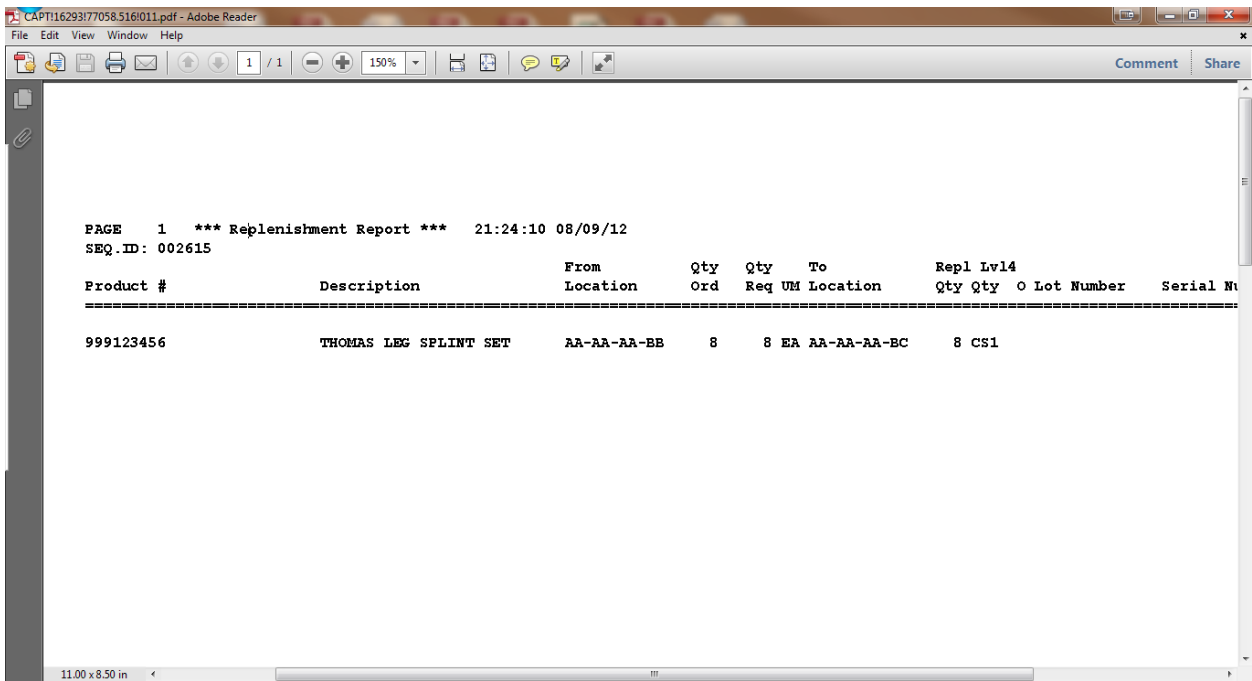 CAPT!16293!77058.516!011.pdf - Adobe Reader
File Edit View Window Help
1 / 1 150% Comment Share
PAGE 1 *** Replenishment Report *** 21:24:10 08/09/12
SEQ.ID: 002615
From Qty Qty To Repl Lvl4
Product # Description Location Ord Req UM Location Qty Qty O Lot Number Serial Nu
999123456 THOMAS LEG SPLINT SET AA-AA-AA-BB 8 8 EA AA-AA-AA-BC 8 CS1
11.00 x 8.50 in